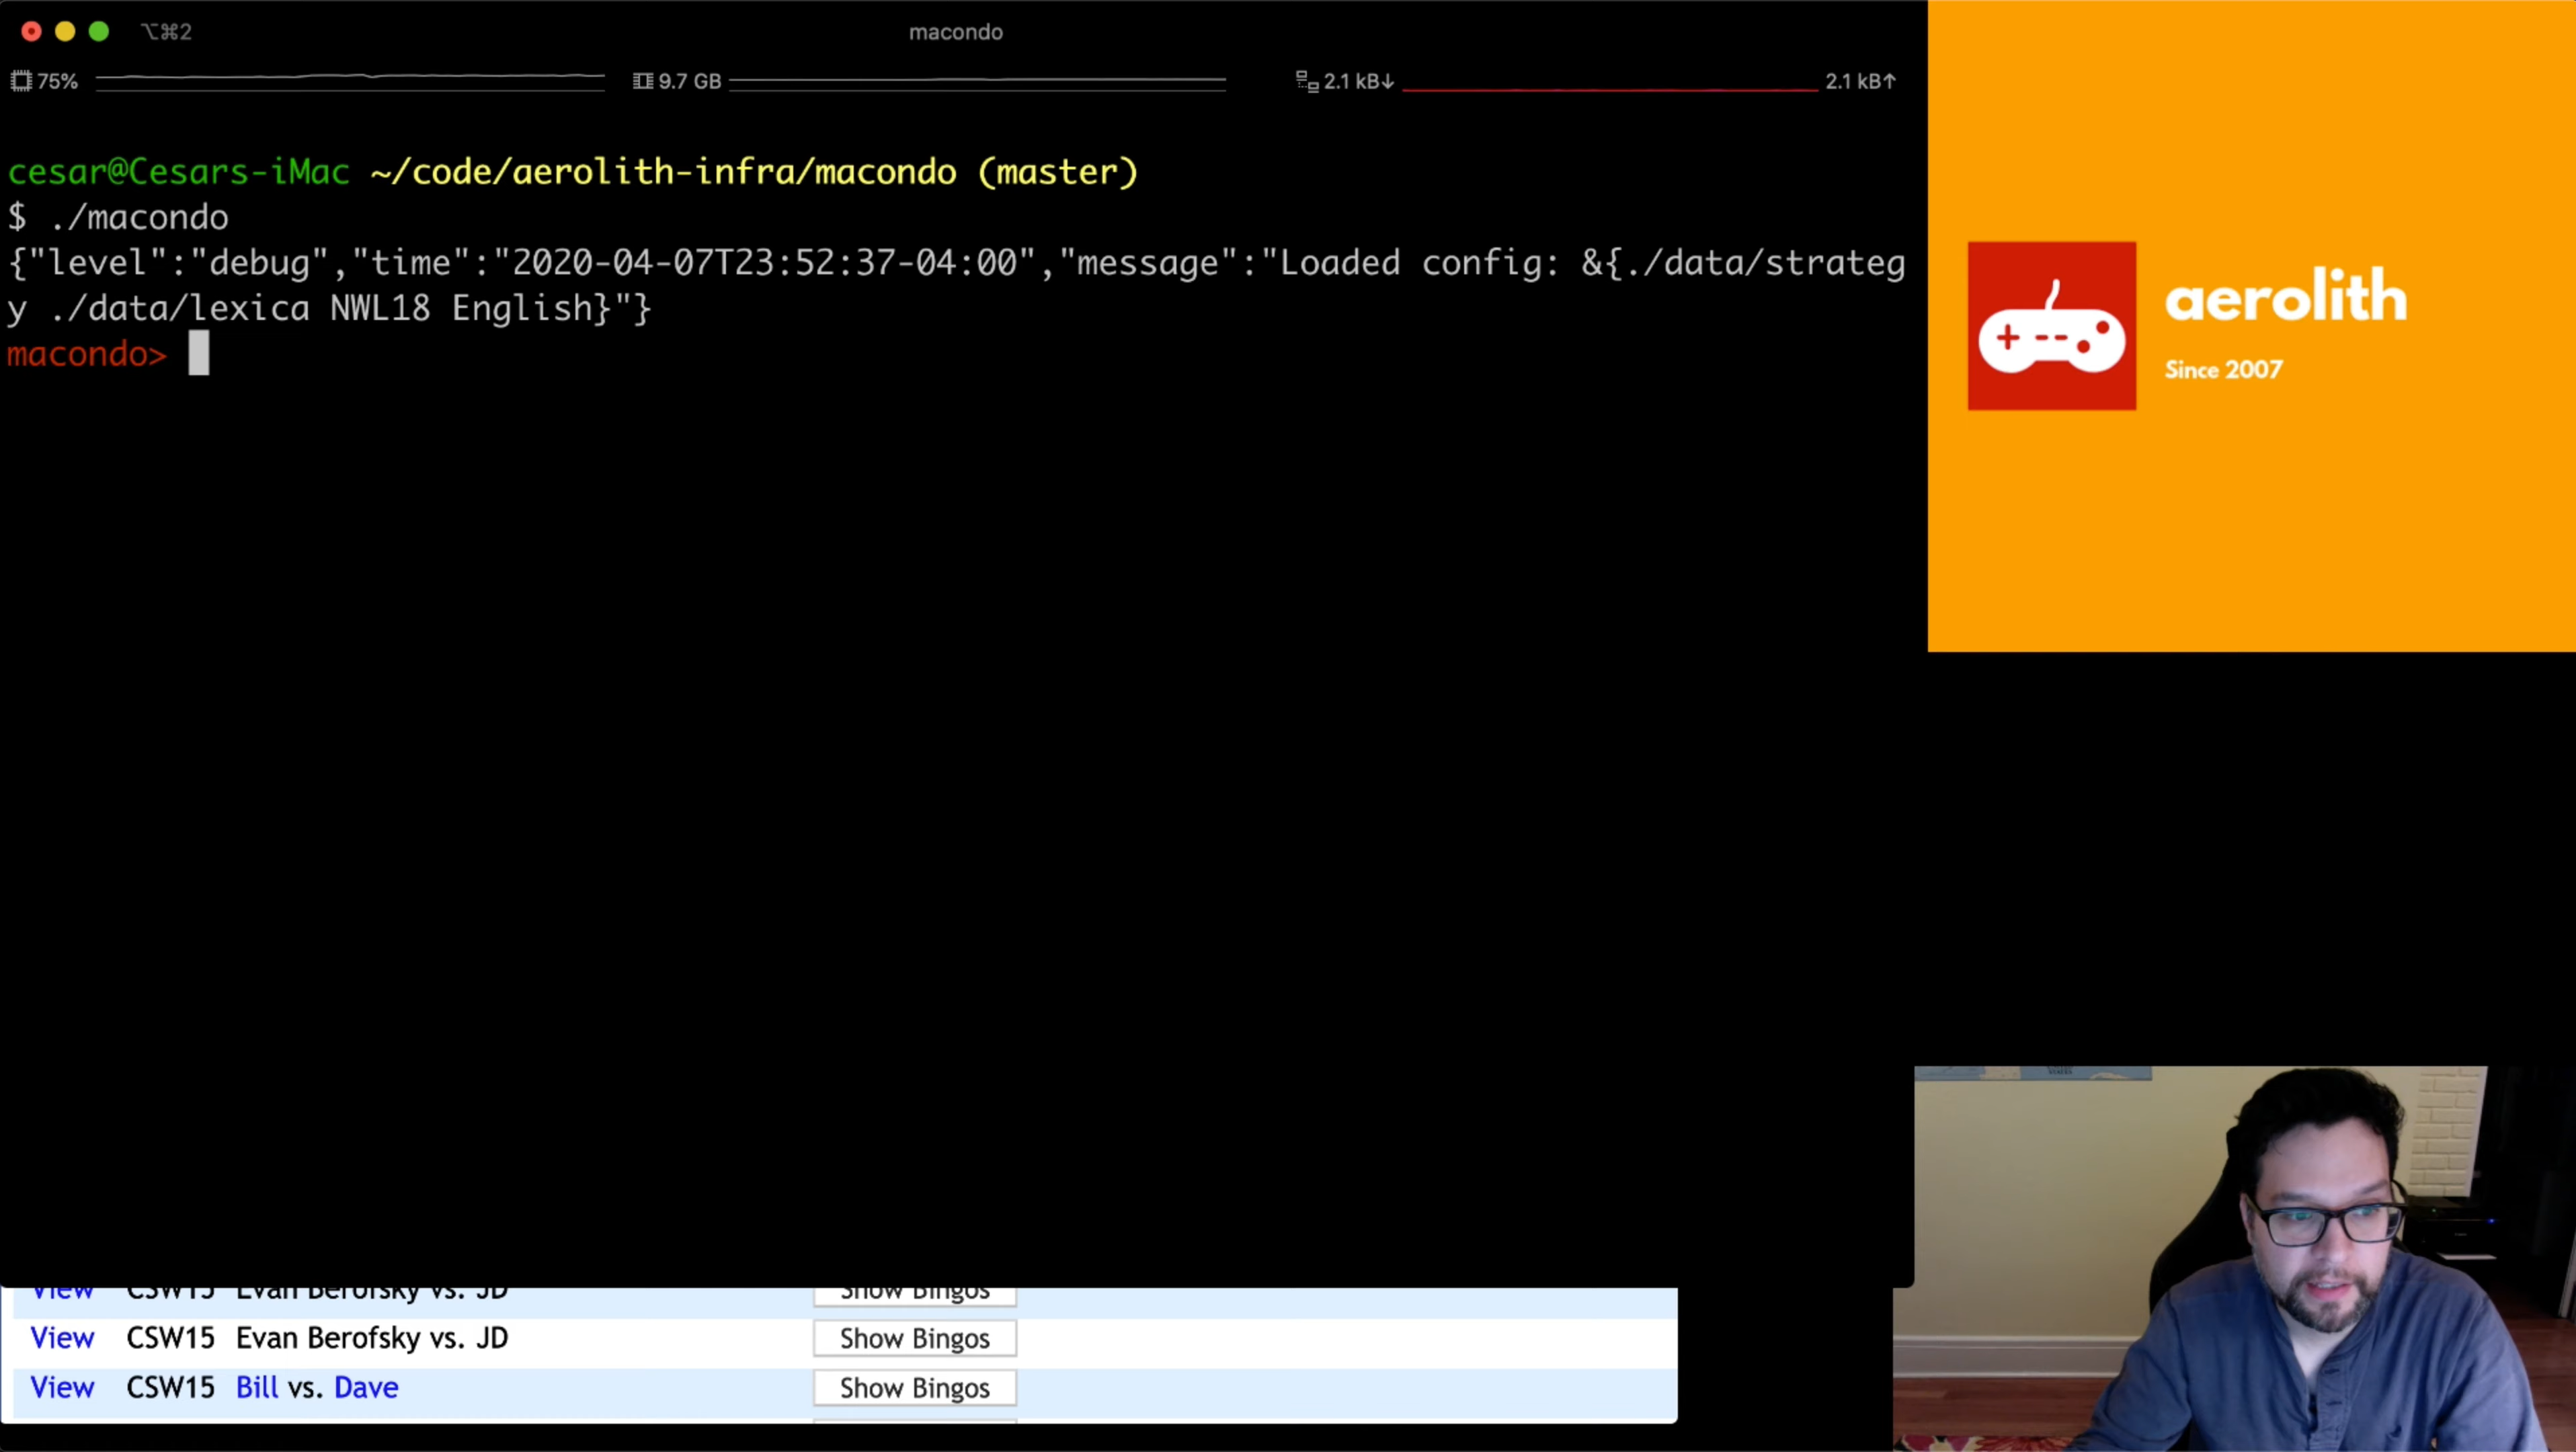 ⌥⌘2 macondo
75% 9.7 GB 2.1 kB↓ 2.1 kB↑
cesar@Cesars-iMac ~/code/aerolith-infra/macondo (master)
$ ./macondo
{"level":"debug","time":"2020-04-07T23:52:37-04:00","message":"Loaded config: &{./data/strateg
y ./data/lexica NWL18 English}"}
macondo>
aerolith
Since 2007
View CSW15 Evan Berofsky vs. JD Show Bingos
View CSW15 Evan Berofsky vs. JD Show Bingos
View CSW15 Bill vs. Dave Show Bingos